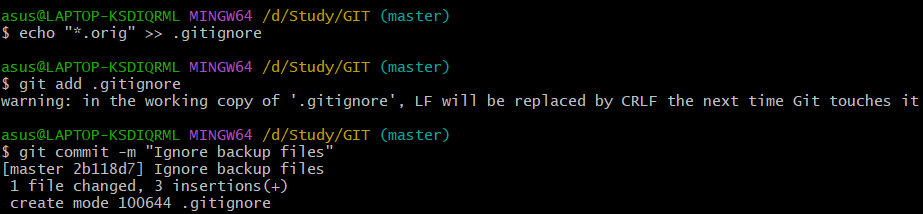 asus@LAPTOP-KSDIQRML MINGW64 /d/Study/GIT (master)
$ echo "*.orig" >> .gitignore
asus@LAPTOP-KSDIQRML MINGW64 /d/Study/GIT (master)
$ git add .gitignore
warning: in the working copy of '.gitignore', LF will be replaced by CRLF the next time Git touches it
asus@LAPTOP-KSDIQRML MINGW64 /d/Study/GIT (master)
$ git commit -m "Ignore backup files"
[master 2b118d7] Ignore backup files
 1 file changed, 3 insertions(+)
 create mode 100644 .gitignore